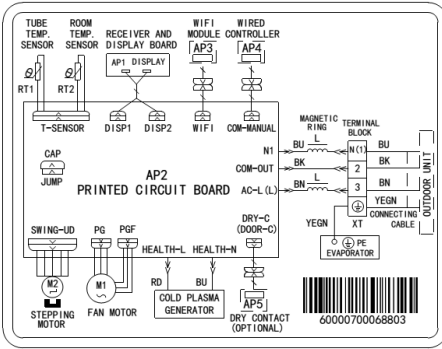 TUBE TEMP. SENSOR
ROOM TEMP. SENSOR
RECEIVER AND DISPLAY BOARD
WIFI MODULE
WIRED CONTROLLER
AP1 DISPLAY
AP3
AP4
RT1
RT2
T-SENSOR
DISP1
DISP2
WIFI
COM-MANUAL
MAGNETIC RING
TERMINAL BLOCK
CAP
JUMP
AP2
PRINTED CIRCUIT BOARD
N1
BU
L
N(1)
BU
COM-OUT
BK
2
BK
AC-L(L)
BN
L
3
BN
YEGN
YEGN
XT
CONNECTING CABLE
OUTDOOR UNIT
PE
EVAPORATOR
SWING-UD
PG
PGF
HEALTH-L
HEALTH-N
DRY-C
(DOOR-C)
RD
BU
M2
M1
STEPPING MOTOR
FAN MOTOR
COLD PLASMA GENERATOR
AP5
DRY CONTACT
(OPTIONAL)
60000700068803